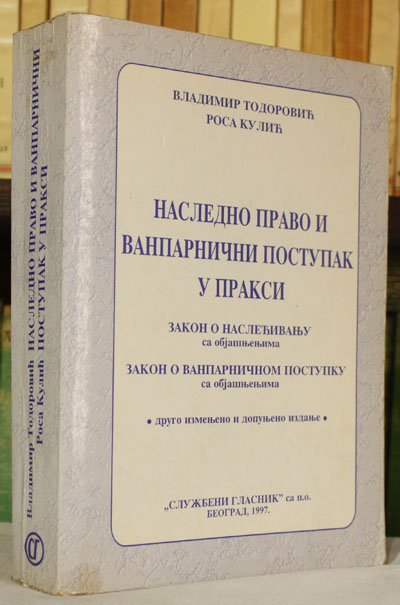 ВЛАДИМИР ТОДОРОВИЋ
РОСА КУЛИЋ
НАСЛЕДНО ПРАВО И
ВАНПАРНИЧНИ ПОСТУПАК
У ПРАКСИ
ЗАКОН О НАСЛЕЂИВАЊУ
са објашњењима
ЗАКОН О ВАНПАРНИЧНОМ ПОСТУПКУ
са објашњењима
• друго измењено и допуњено издање •
„СЛУЖБЕНИ ГЛАСНИК” са п.о.
БЕОГРАД, 1997.
Владимир Тодоровић НАСЛЕДНО ПРАВО И ВАНПАРНИЧНИ
Роса Кулић ПОСТУПАК У ПРАКСИ
СГ